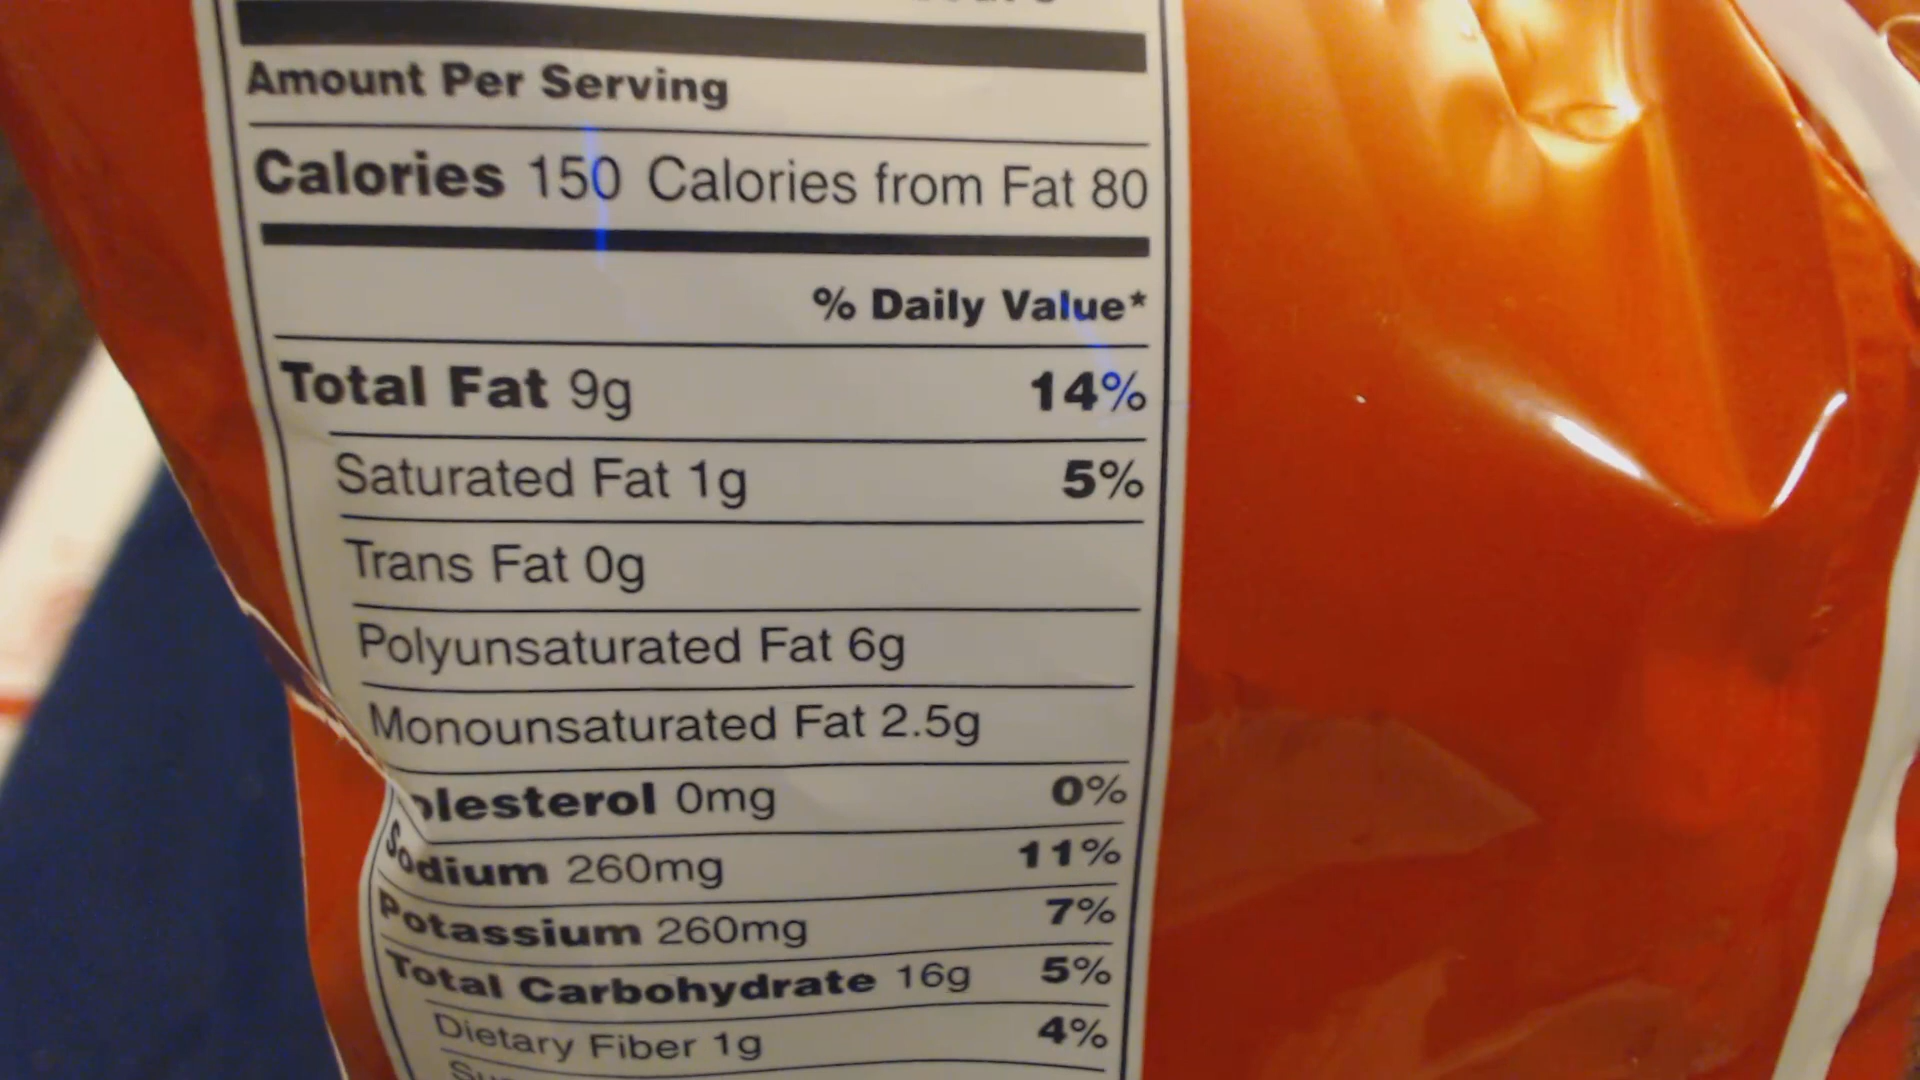 Amount Per Serving
Calories 150 Calories from Fat 80
% Daily Value*
Total Fat 9g 14%
Saturated Fat 1g 5%
Trans Fat 0g
Polyunsaturated Fat 6g
Monounsaturated Fat 2.5g
olesterol 0mg 0%
Sodium 260mg 11%
Potassium 260mg 7%
Total Carbohydrate 16g 5%
Dietary Fiber 1g 4%